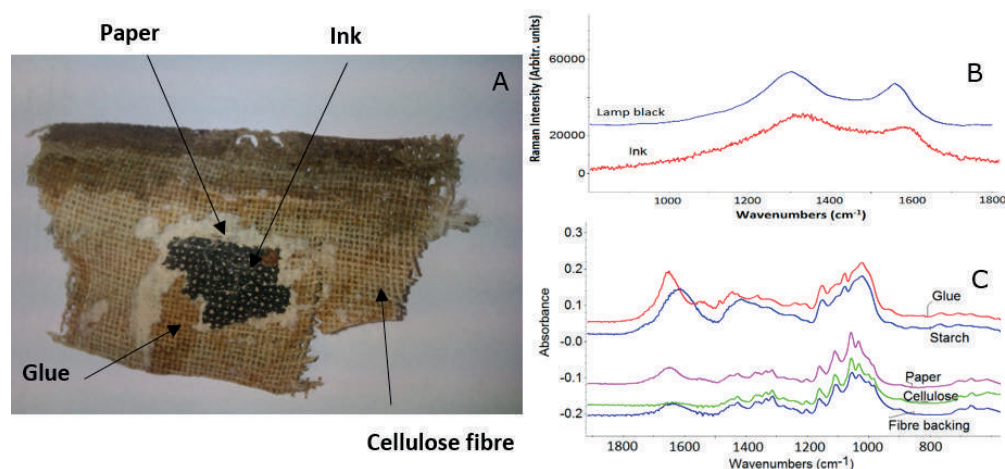 Paper
Ink
A
Glue
Cellulose fibre
B
Raman Intensity (Arbitr. units)
60000
20000
0
Lamp black
Ink
1000
1200
1400
1600
1800
Wavenumbers (cm-1)
C
Absorbance
0.3
0.2
0.1
-0.0
-0.1
-0.2
Glue
Starch
Paper
Cellulose
Fibre backing
1800
1600
1400
1200
1000
800
Wavenumbers (cm-1)